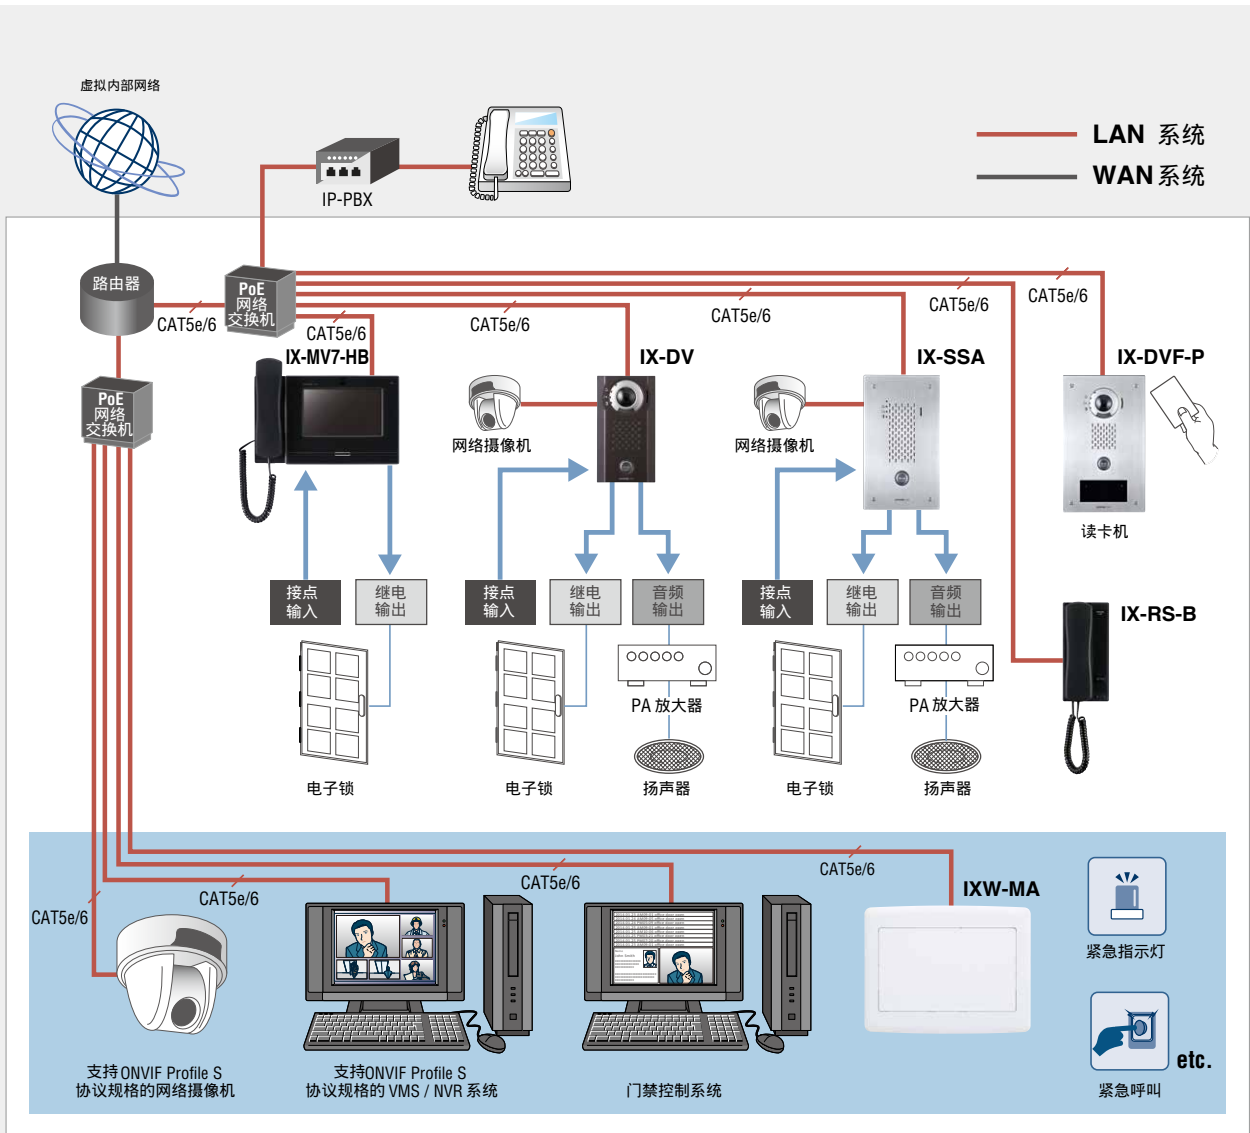 虚拟内部网络
LAN 系统
WAN 系统
IP-PBX
路由器
PoE
网络
交换机
CAT5e/6
CAT5e/6
CAT5e/6
CAT5e/6
CAT5e/6
CAT5e/6
IX-MV7-HB
IX-DV
IX-SSA
IX-DVF-P
PoE
网络
交换机
网络摄像机
网络摄像机
读卡机
接点
输入
继电
输出
接点
输入
继电
输出
音频
输出
接点
输入
继电
输出
音频
输出
IX-RS-B
PA 放大器
PA 放大器
电子锁
电子锁
扬声器
电子锁
扬声器
CAT5e/6
CAT5e/6
CAT5e/6
CAT5e/6
IXW-MA
紧急指示灯
etc.
支持 ONVIF Profile S
协议规格的网络摄像机
支持ONVIF Profile S
协议规格的 VMS / NVR 系统
门禁控制系统
紧急呼叫